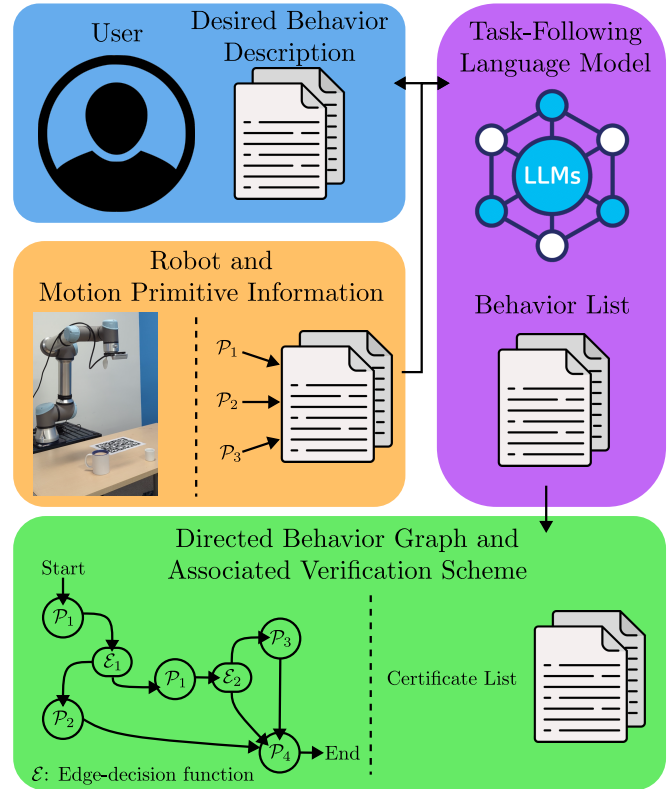 User
Desired Behavior
Description
Task-Following
Language Model
LLMs
Robot and
Motion Primitive Information
𝒫₁
𝒫₂
𝒫₃
Behavior List
Directed Behavior Graph and
Associated Verification Scheme
Start
𝒫₁
ℰ₁
𝒫₁
ℰ₂
𝒫₃
𝒫₂
𝒫₄
End
Certificate List
ℰ: Edge-decision function